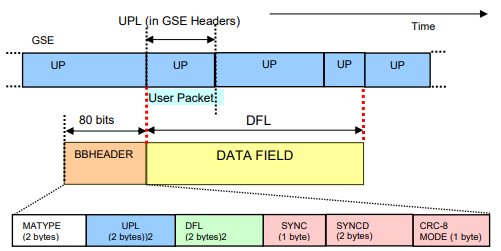 UPL (in GSE Headers)
Time
GSE
UP
UP
UP
UP
UP
User Packet
80 bits
DFL
BBHEADER
DATA FIELD
MATYPE
(2 bytes)
UPL
(2 bytes))2
DFL
(2 bytes)2
SYNC
(1 byte)
SYNCD
(2 bytes)
CRC-8
MODE (1 byte)